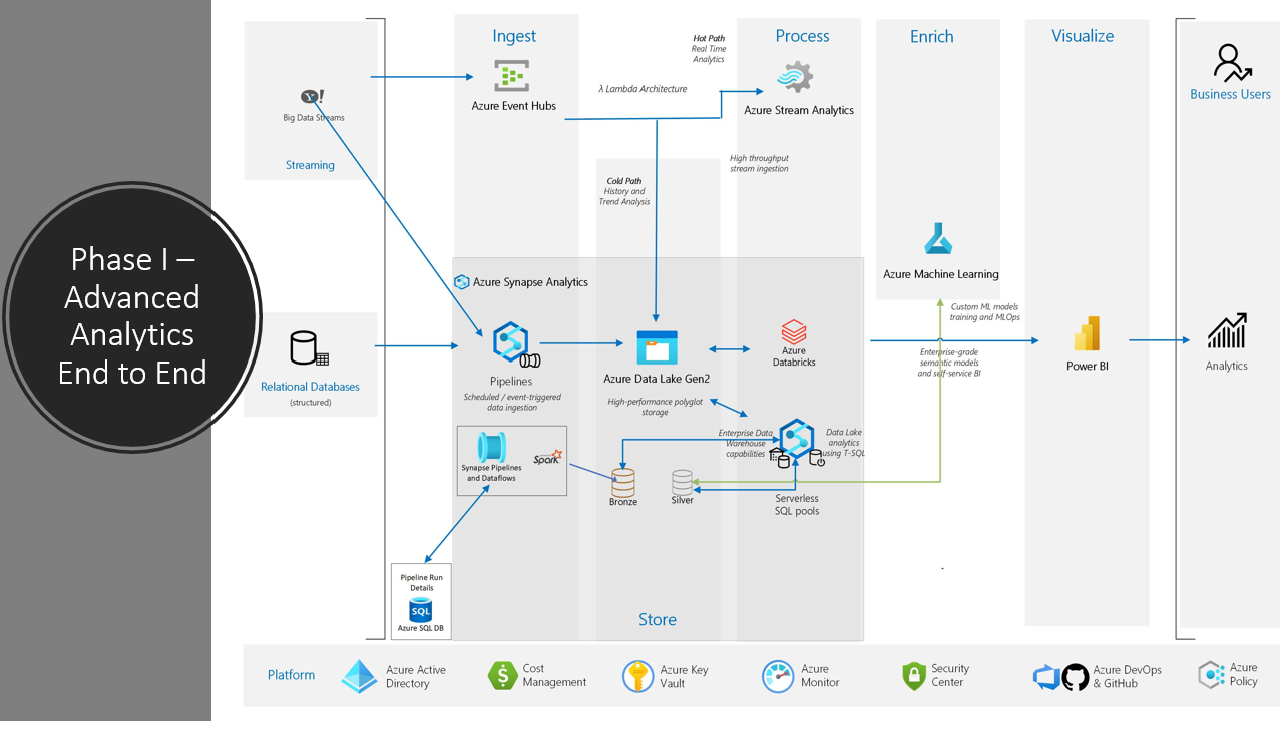 Phase I –
Advanced
Analytics
End to End
Y!
Big Data Streams
Streaming
Relational Databases
(structured)
Ingest
Azure Event Hubs
λ Lambda Architecture
Hot Path
Real Time
Analytics
Process
Azure Stream Analytics
High throughput
stream ingestion
Cold Path
History and
Trend Analysis
Enrich
Azure Machine Learning
Custom ML models
training and MLOps
Enterprise-grade
semantic models
and self-service BI
Visualize
Power BI
Business Users
Analytics
Azure Synapse Analytics
Pipelines
Scheduled / event-triggered
data ingestion
Azure Data Lake Gen2
High-performance polyglot
storage
Azure
Databricks
Synapse Pipelines
and Dataflows
Spark
Bronze
Silver
Enterprise Data
Warehouse
capabilities
Data Lake
analytics
using T-SQL
Serverless
SQL pools
Pipeline Run
Details
SQL
Azure SQL DB
Store
Platform
Azure Active
Directory
Cost
Management
Azure Key
Vault
Azure
Monitor
Security
Center
Azure DevOps
& GitHub
Azure
Policy